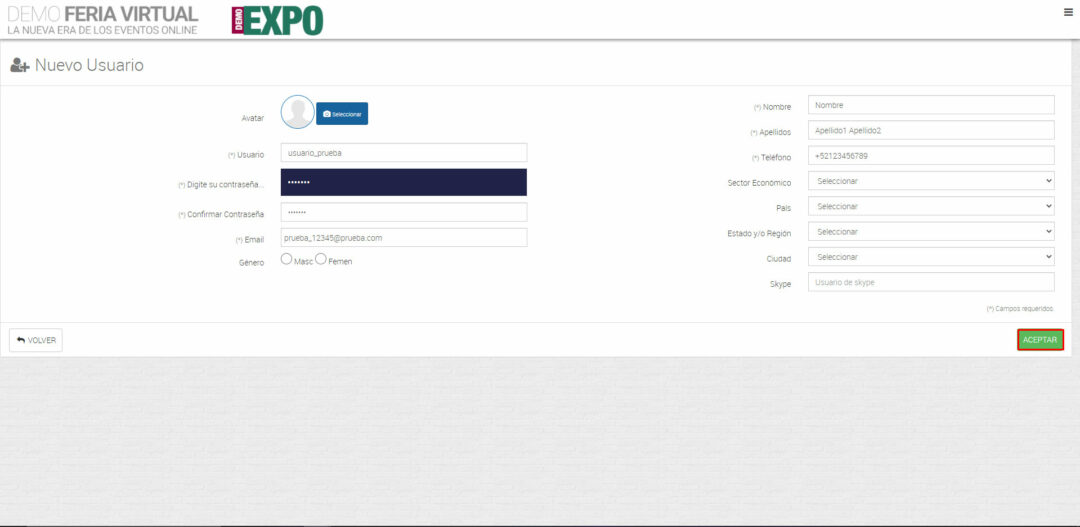 DEMO FERIA VIRTUAL
LA NUEVA ERA DE LOS EVENTOS ONLINE
DEMO EXPO
Nuevo Usuario
Avatar
Seleccionar
(*) Usuario
usuario_prueba
(*) Digite su contraseña...
•••••••
(*) Confirmar Contraseña
•••••••
(*) Email
prueba_12345@prueba.com
Género
Masc Femen
(*) Nombre
Nombre
(*) Apellidos
Apellido1 Apellido2
(*) Teléfono
+52123456789
Sector Económico
Seleccionar
País
Seleccionar
Estado y/o Región
Seleccionar
Ciudad
Seleccionar
Skype
Usuario de skype
(*) Campos requeridos.
VOLVER
ACEPTAR